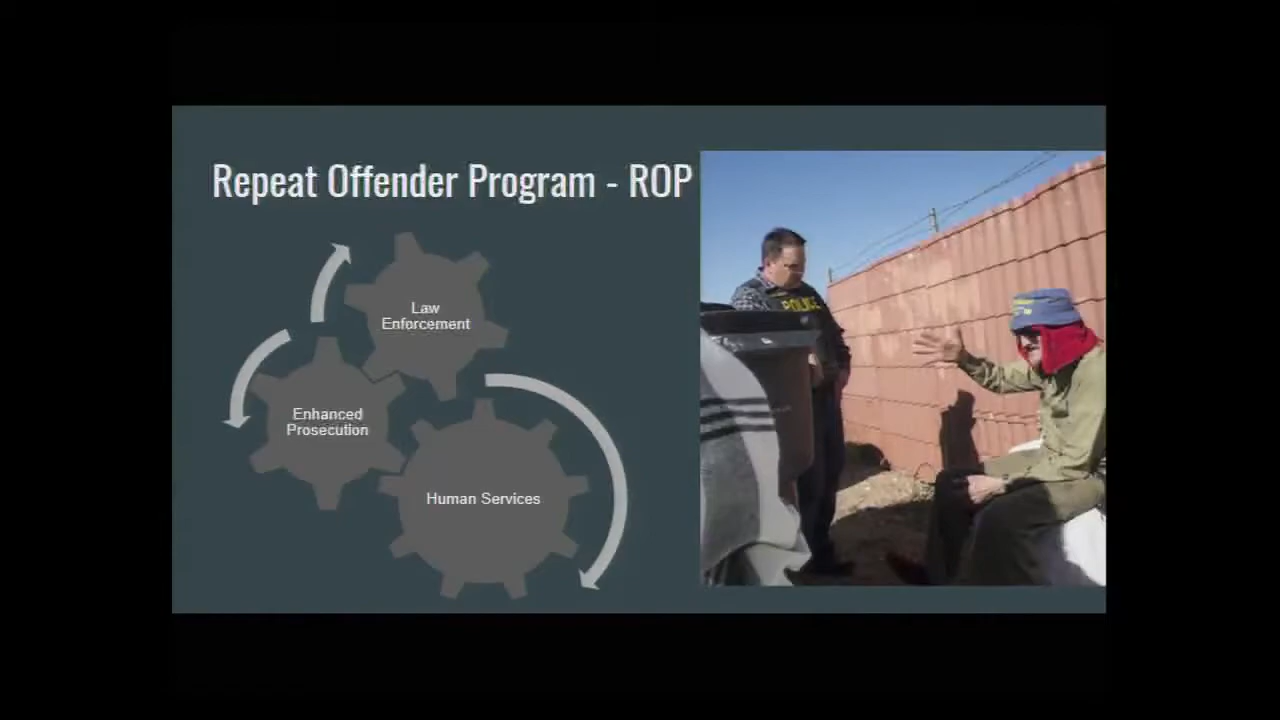 Repeat Offender Program - ROP
Law
Enforcement
Enhanced
Prosecution
Human Services
POLICE